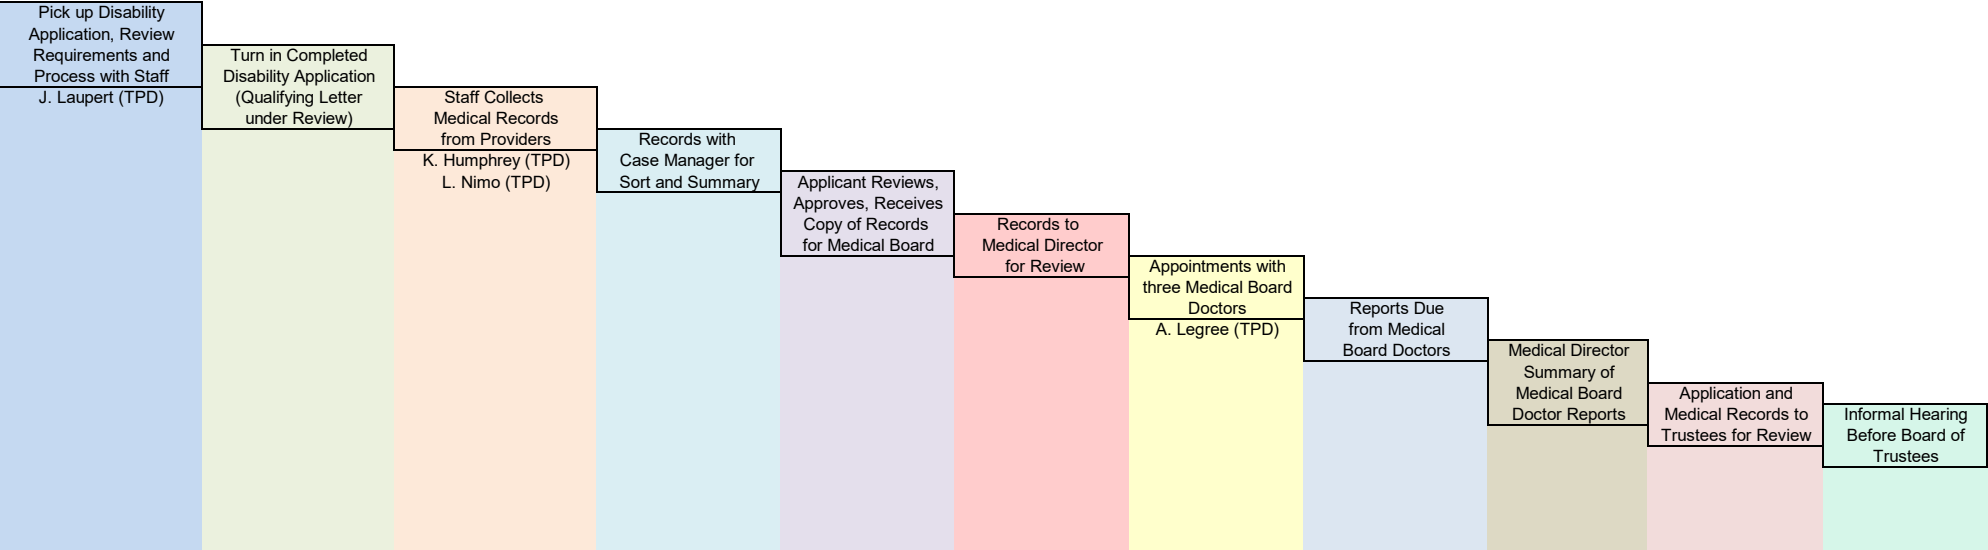 Pick up Disability
Application, Review
Requirements and
Process with Staff
J. Laupert (TPD)
Turn in Completed
Disability Application
(Qualifying Letter
under Review)
Staff Collects
Medical Records
from Providers
K. Humphrey (TPD)
L. Nimo (TPD)
Records with
Case Manager for
Sort and Summary
Applicant Reviews,
Approves, Receives
Copy of Records
for Medical Board
Records to
Medical Director
for Review
Appointments with
three Medical Board
Doctors
A. Legree (TPD)
Reports Due
from Medical
Board Doctors
Medical Director
Summary of
Medical Board
Doctor Reports
Application and
Medical Records to
Trustees for Review
Informal Hearing
Before Board of
Trustees